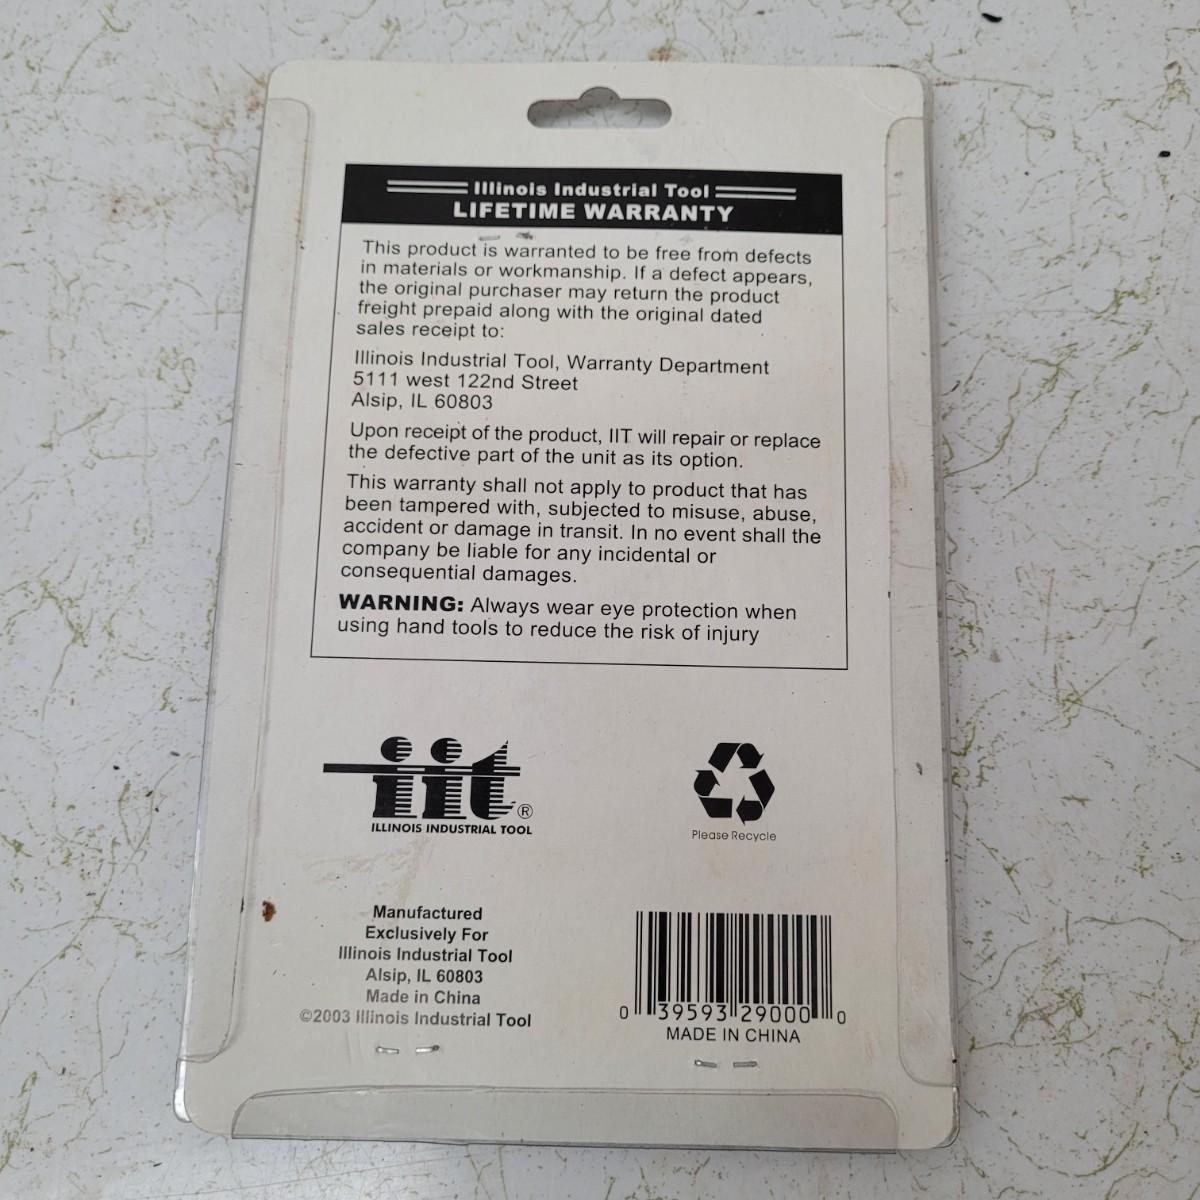 Illinois Industrial Tool
LIFETIME WARRANTY
This product is warranted to be free from defects
in materials or workmanship. If a defect appears,
the original purchaser may return the product
freight prepaid along with the original dated
sales receipt to:
Illinois Industrial Tool, Warranty Department
5111 west 122nd Street
Alsip, IL 60803
Upon receipt of the product, IIT will repair or replace
the defective part of the unit as its option.
This warranty shall not apply to product that has
been tampered with, subjected to misuse, abuse,
accident or damage in transit. In no event shall the
company be liable for any incidental or
consequential damages.
WARNING: Always wear eye protection when
using hand tools to reduce the risk of injury
iit®
ILLINOIS INDUSTRIAL TOOL
Please Recycle
Manufactured
Exclusively For
Illinois Industrial Tool
Alsip, IL 60803
Made in China
©2003 Illinois Industrial Tool
0 39593 29000 0
MADE IN CHINA